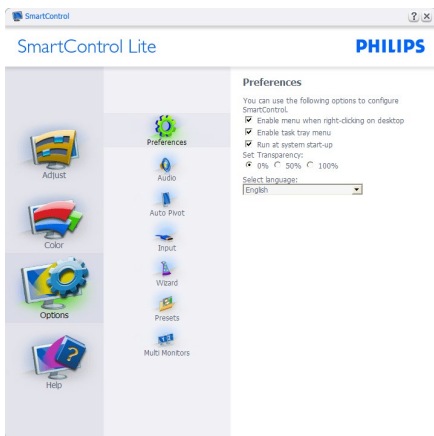 SmartControl
SmartControl Lite
PHILIPS
Adjust
Color
Options
Help
Preferences
Audio
Auto Pivot
Input
Wizard
Presets
Multi Monitors
Preferences
You can use the following options to configure
SmartControl.
Enable menu when right-clicking on desktop
Enable task tray menu
Run at system start-up
Set Transparency:
0% 50% 100%
Select language:
English